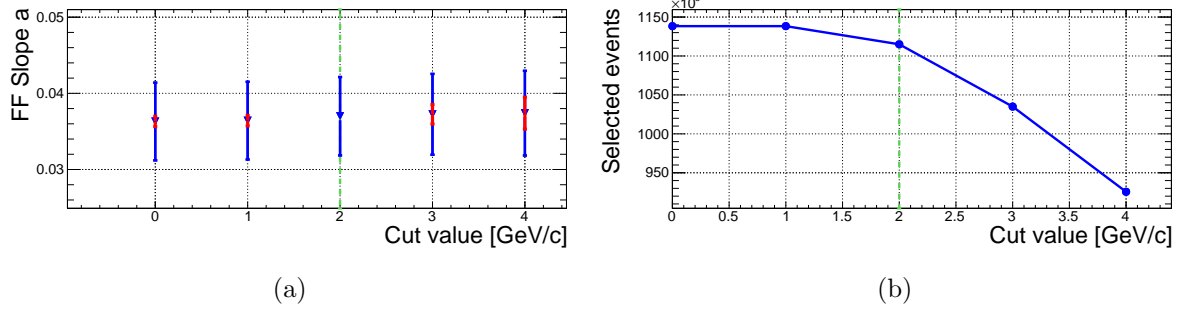 FF Slope a
0.05
0.04
0.03
0 1 2 3 4
Cut value [GeV/c]
(a)
Selected events
1150
1100
1050
1000
950
0 0.5 1 1.5 2 2.5 3 3.5 4
Cut value [GeV/c]
(b)